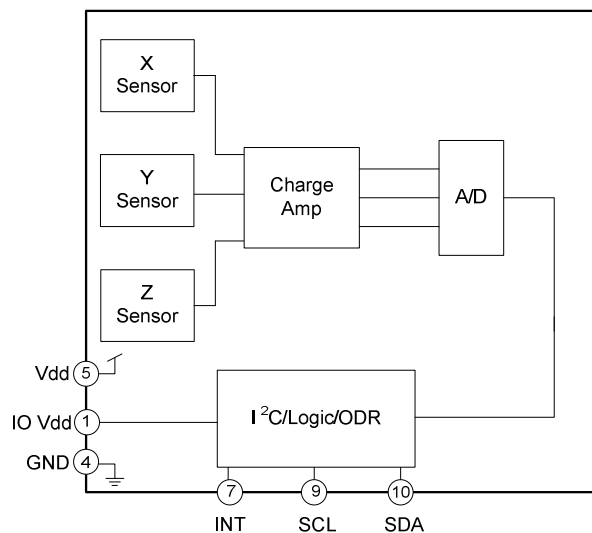 X
Sensor
Y
Sensor
Z
Sensor
Charge
Amp
A/D
Vdd
5
IO Vdd
1
GND
4
I²C/Logic/ODR
7
9
10
INT
SCL
SDA